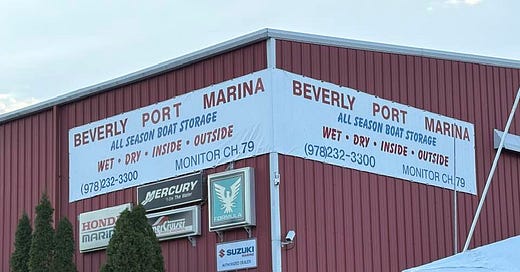 BEVERLY PORT MARINA
ALL SEASON BOAT STORAGE
WET • DRY • INSIDE • OUTSIDE
(978)232-3300 MONITOR CH.79
BEVERLY PORT MARINA
ALL SEASON BOAT STORAGE
WET • DRY • INSIDE • OUTSIDE
(978)232-3300 MONITOR CH.79
MERCURY
FORMULA
HONDA
MARINE
SUZUKI